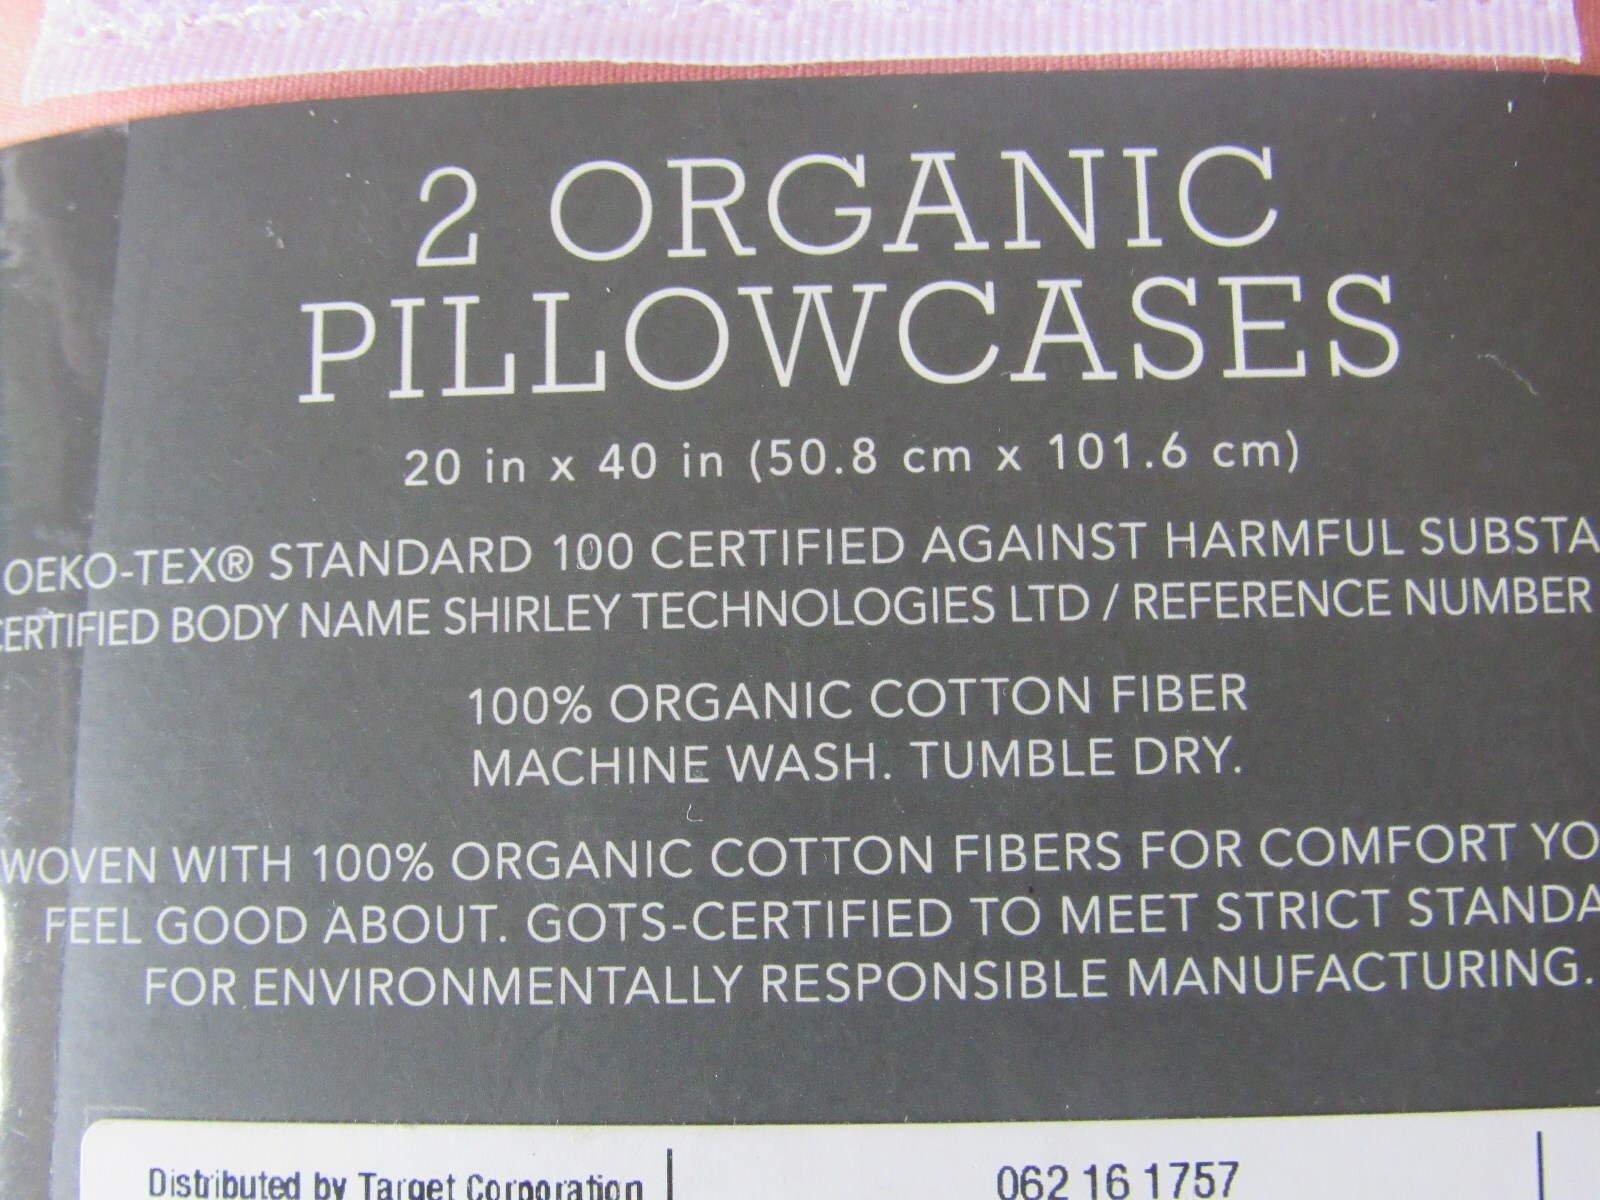 2 ORGANIC
PILLOWCASES
20 in x 40 in (50.8 cm x 101.6 cm)
OEKO-TEX® STANDARD 100 CERTIFIED AGAINST HARMFUL SUBSTA
CERTIFIED BODY NAME SHIRLEY TECHNOLOGIES LTD / REFERENCE NUMBER
100% ORGANIC COTTON FIBER
MACHINE WASH. TUMBLE DRY.
WOVEN WITH 100% ORGANIC COTTON FIBERS FOR COMFORT YO
FEEL GOOD ABOUT. GOTS-CERTIFIED TO MEET STRICT STANDA
FOR ENVIRONMENTALLY RESPONSIBLE MANUFACTURING.
Distributed by Target Corporation
062 16 1757